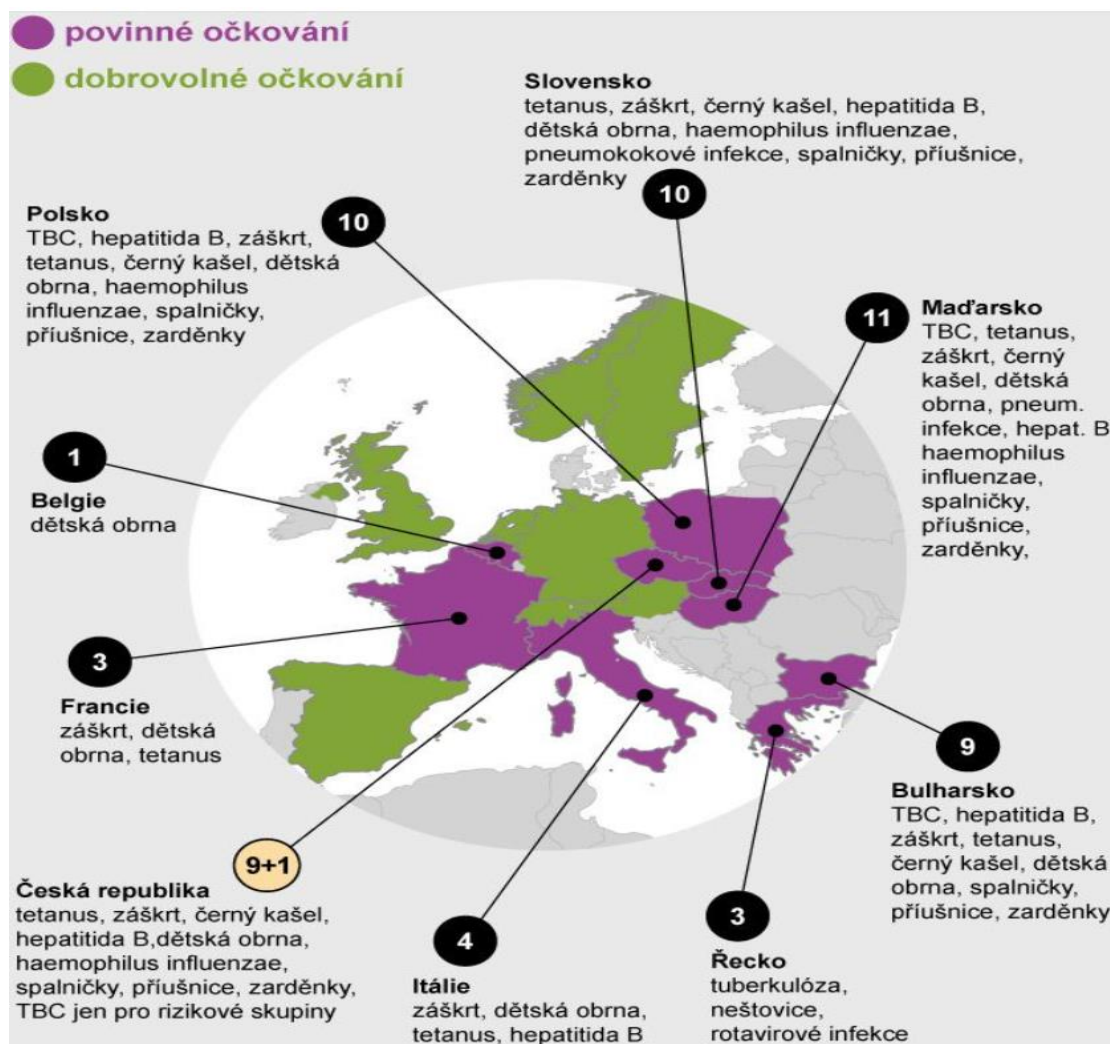 povinné očkování
dobrovolné očkování
Slovensko
tetanus, záškrt, černý kašel, hepatitida B,
dětská obrna, haemophilus influenzae,
pneumokokové infekce, spalničky, příušnice,
zarděnky
10
Polsko
TBC, hepatitida B, záškrt,
tetanus, černý kašel, dětská
obrna, haemophilus
influenzae, spalničky,
příušnice, zarděnky
10
Maďarsko
TBC, tetanus,
záškrt, černý
kašel, dětská
obrna, pneum.
infekce, hepat. B
haemophilus
influenzae,
spalničky,
příušnice,
zarděnky,
11
1
Belgie
dětská obrna
3
Francie
záškrt, dětská
obrna, tetanus
9
Bulharsko
TBC, hepatitida B,
záškrt, tetanus,
černý kašel, dětská
obrna, spalničky,
příušnice, zarděnky
9+1
Česká republika
tetanus, záškrt, černý kašel,
hepatitida B,dětská obrna,
haemophilus influenzae,
spalničky, příušnice, zarděnky,
TBC jen pro rizikové skupiny
4
Itálie
záškrt, dětská obrna,
tetanus, hepatitida B
3
Řecko
tuberkulóza,
neštovice,
rotavirové infekce